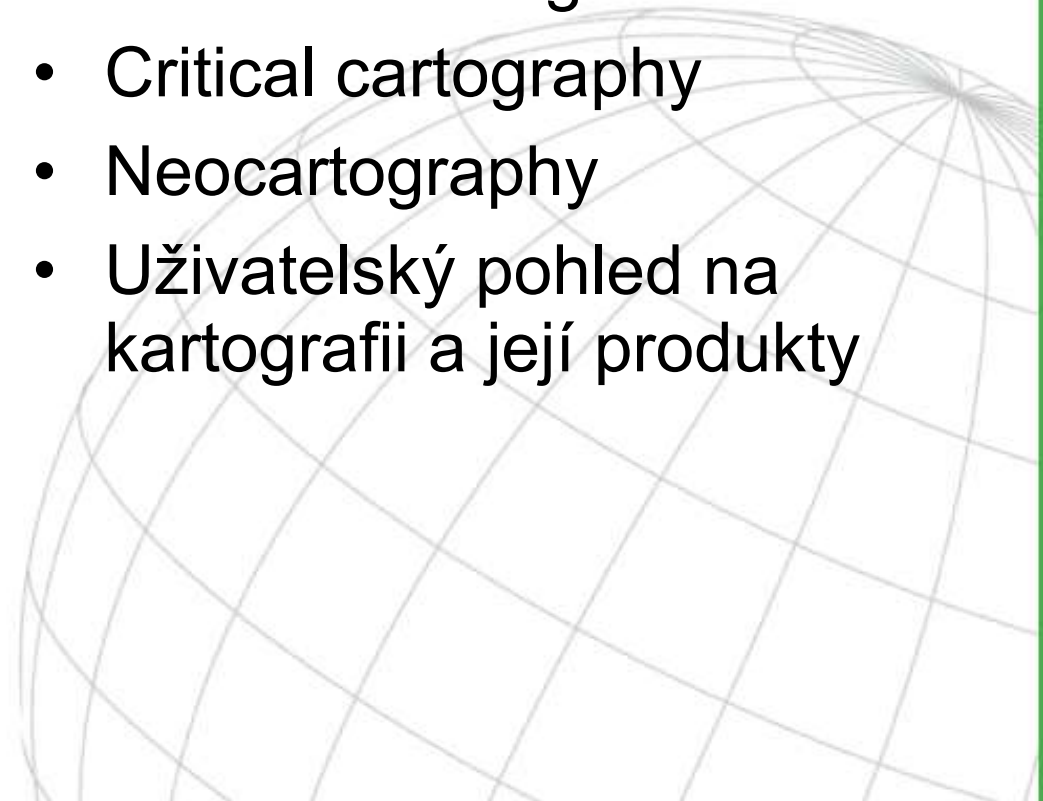 • Critical cartography
• Neocartography
• Uživatelský pohled na
kartografii a její produkty